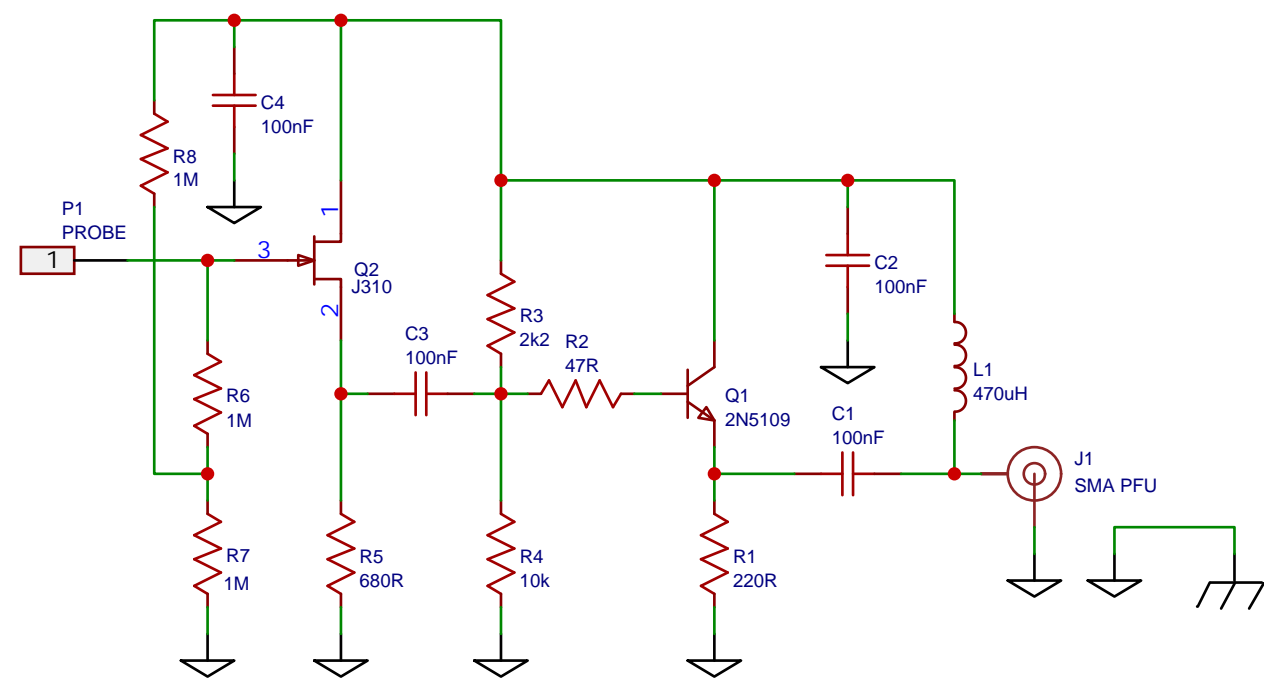 C4
100nF
R8
1M
P1
PROBE
1
3
1
2
Q2
J310
C3
100nF
R3
2k2
R2
47R
C2
100nF
R6
1M
Q1
2N5109
L1
470uH
C1
100nF
J1
SMA PFU
R7
1M
R5
680R
R4
10k
R1
220R